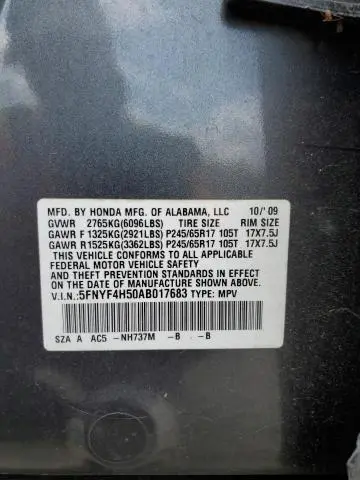 MFD. BY HONDA MFG. OF ALABAMA, LLC 10/'09
GVWR 2765KG(6096LBS) TIRE SIZE RIM SIZE
GAWR F 1325KG(2921LBS) P245/65R17 105T 17X7.5J
GAWR R 1525KG(3362LBS) P245/65R17 105T 17X7.5J
THIS VEHICLE CONFORMS TO ALL APPLICABLE
FEDERAL MOTOR VEHICLE SAFETY
AND THEFT PREVENTION STANDARDS IN EFFECT
ON THE DATE OF MANUFACTURE SHOWN ABOVE.
V.I.N.:5FNYF4H50AB017683 TYPE: MPV
SZA A AC5 -NH737M -B -B